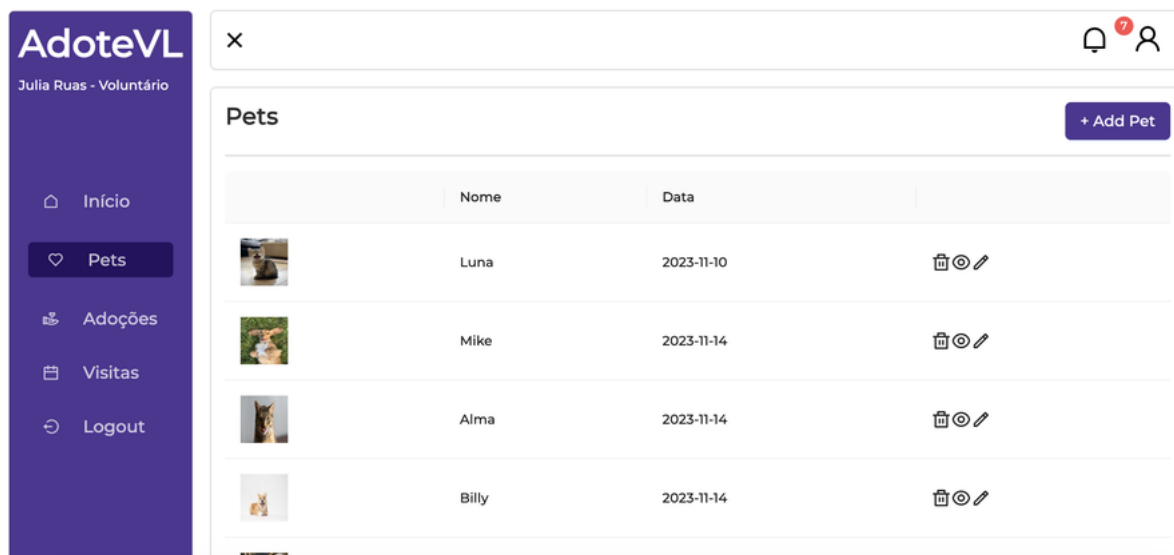 AdoteVL
Julia Ruas - Voluntário
Início
Pets
Adoções
Visitas
Logout
7
Pets
+ Add Pet
Nome Data
Luna 2023-11-10
Mike 2023-11-14
Alma 2023-11-14
Billy 2023-11-14